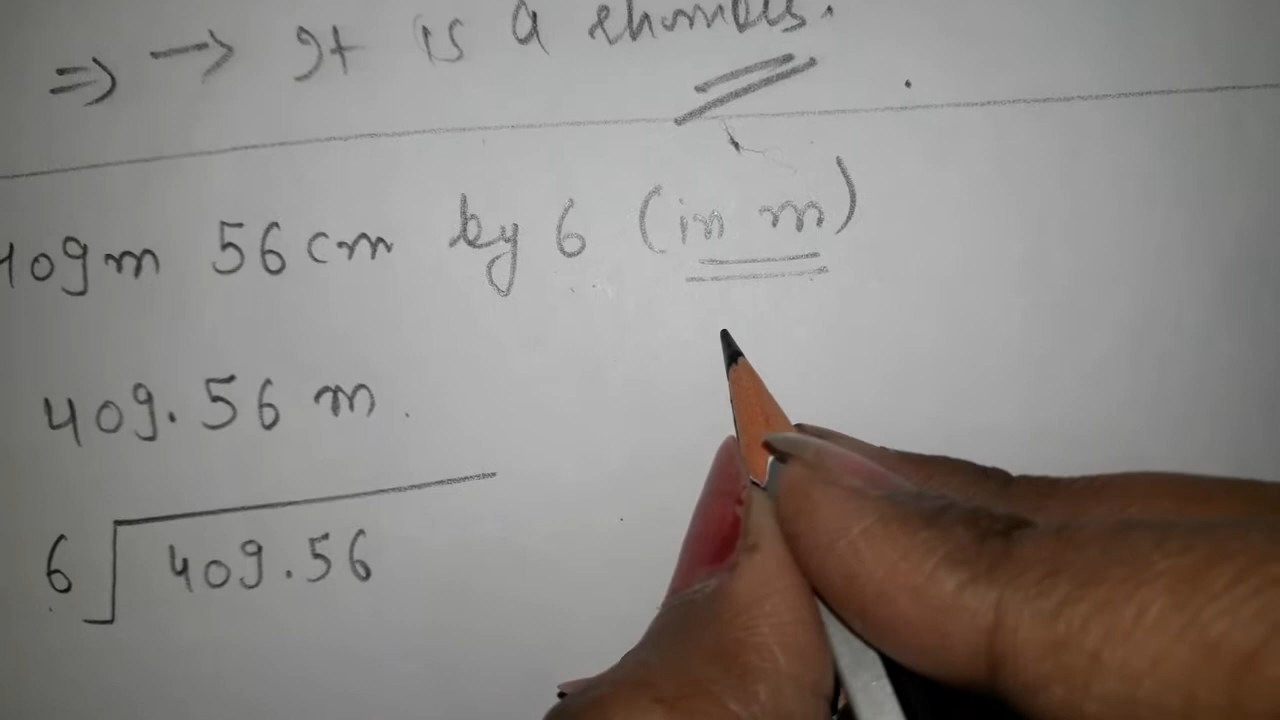 ⇒ → It is a rhombus.
409m 56cm by 6 (in m)
409.56 m.
6 409.56